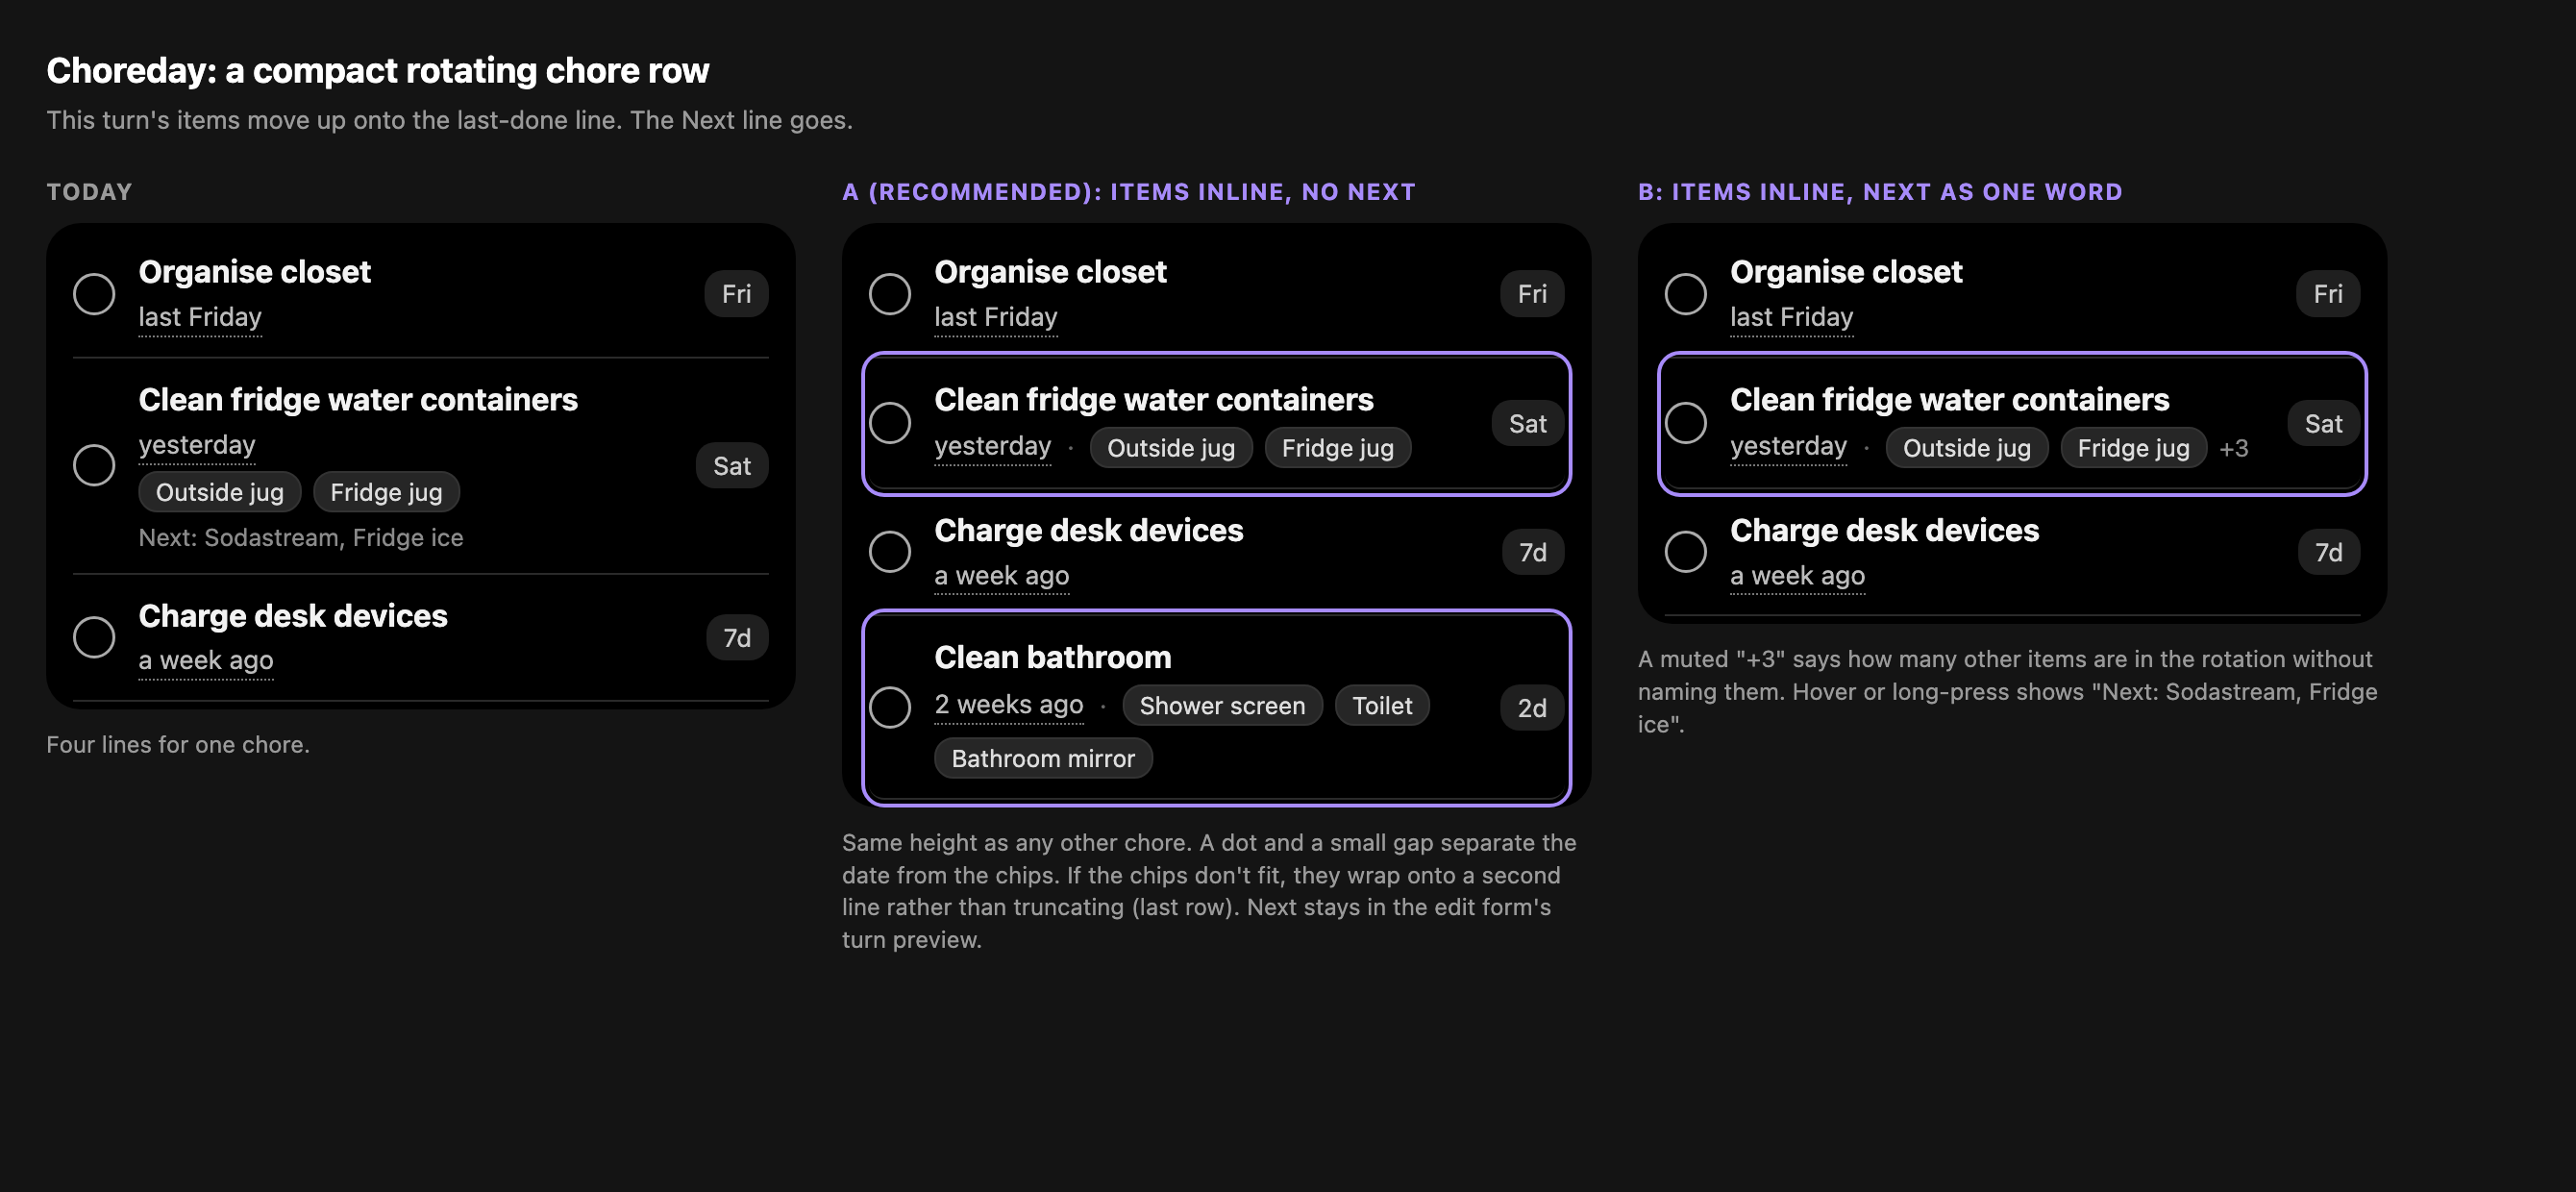 Choreday: a compact rotating chore row
This turn's items move up onto the last-done line. The Next line goes.
TODAY
Organise closet
last Friday
Fri
Clean fridge water containers
yesterday
Outside jug Fridge jug
Next: Sodastream, Fridge ice
Sat
Charge desk devices
a week ago
7d
Four lines for one chore.
A (RECOMMENDED): ITEMS INLINE, NO NEXT
Organise closet
last Friday
Fri
Clean fridge water containers
yesterday · Outside jug Fridge jug
Sat
Charge desk devices
a week ago
7d
Clean bathroom
2 weeks ago · Shower screen Toilet
Bathroom mirror
2d
Same height as any other chore. A dot and a small gap separate the
date from the chips. If the chips don't fit, they wrap onto a second
line rather than truncating (last row). Next stays in the edit form's
turn preview.
B: ITEMS INLINE, NEXT AS ONE WORD
Organise closet
last Friday
Fri
Clean fridge water containers
yesterday · Outside jug Fridge jug +3
Sat
Charge desk devices
a week ago
7d
A muted "+3" says how many other items are in the rotation without
naming them. Hover or long-press shows "Next: Sodastream, Fridge
ice".